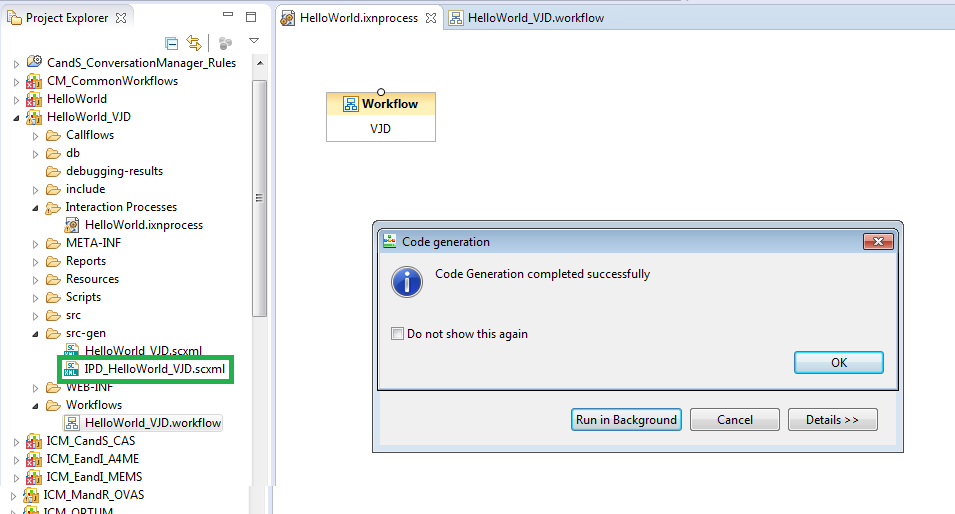 Project Explorer
CandS_ConversationManager_Rules
CM_CommonWorkflows
HelloWorld
HelloWorld_VJD
Callflows
db
debugging-results
include
Interaction Processes
HelloWorld.ixnprocess
META-INF
Reports
Resources
Scripts
src
src-gen
HelloWorld_VJD.scxml
IPD_HelloWorld_VJD.scxml
WEB-INF
Workflows
HelloWorld_VJD.workflow
ICM_CandS_CAS
ICM_EandI_A4ME
ICM_EandI_MEMS
ICM_MandR_OVAS
ICM_OPTUM
HelloWorld.ixnprocess
HelloWorld_VJD.workflow
Workflow
VJD
Code generation
Code Generation completed successfully
Do not show this again
OK
Run in Background
Cancel
Details >>